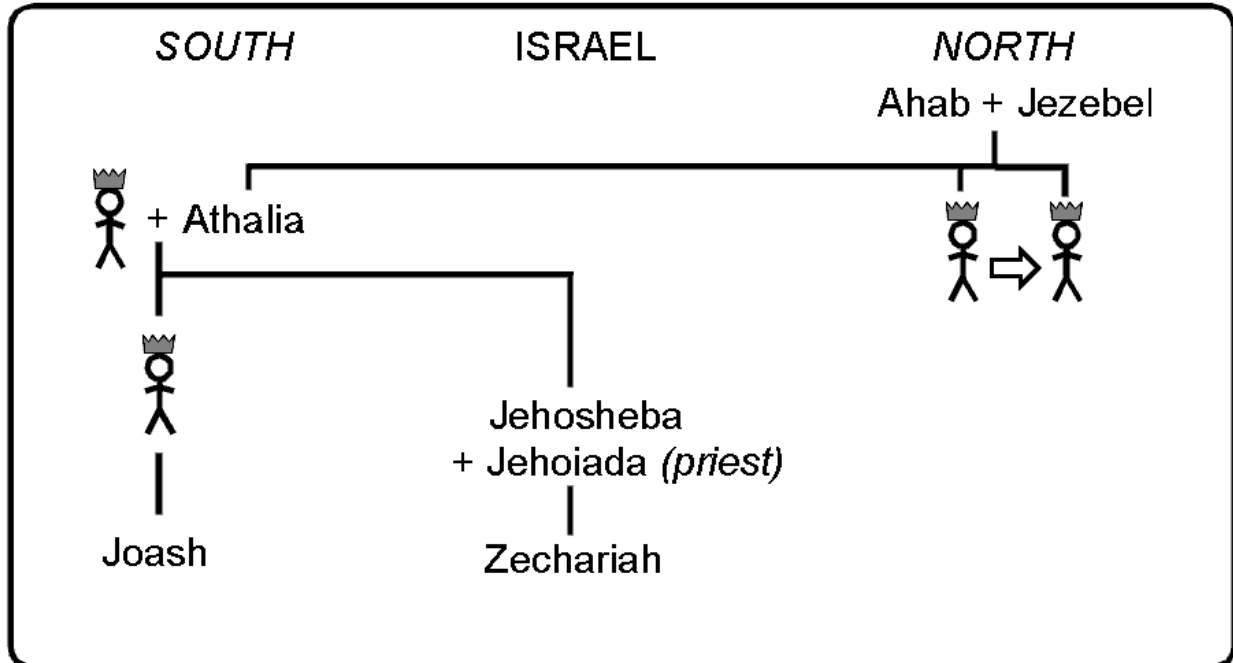 SOUTH ISRAEL NORTH
Ahab + Jezebel
+ Athalia
Jehosheba
+ Jehoiada (priest)
Joash
Zechariah